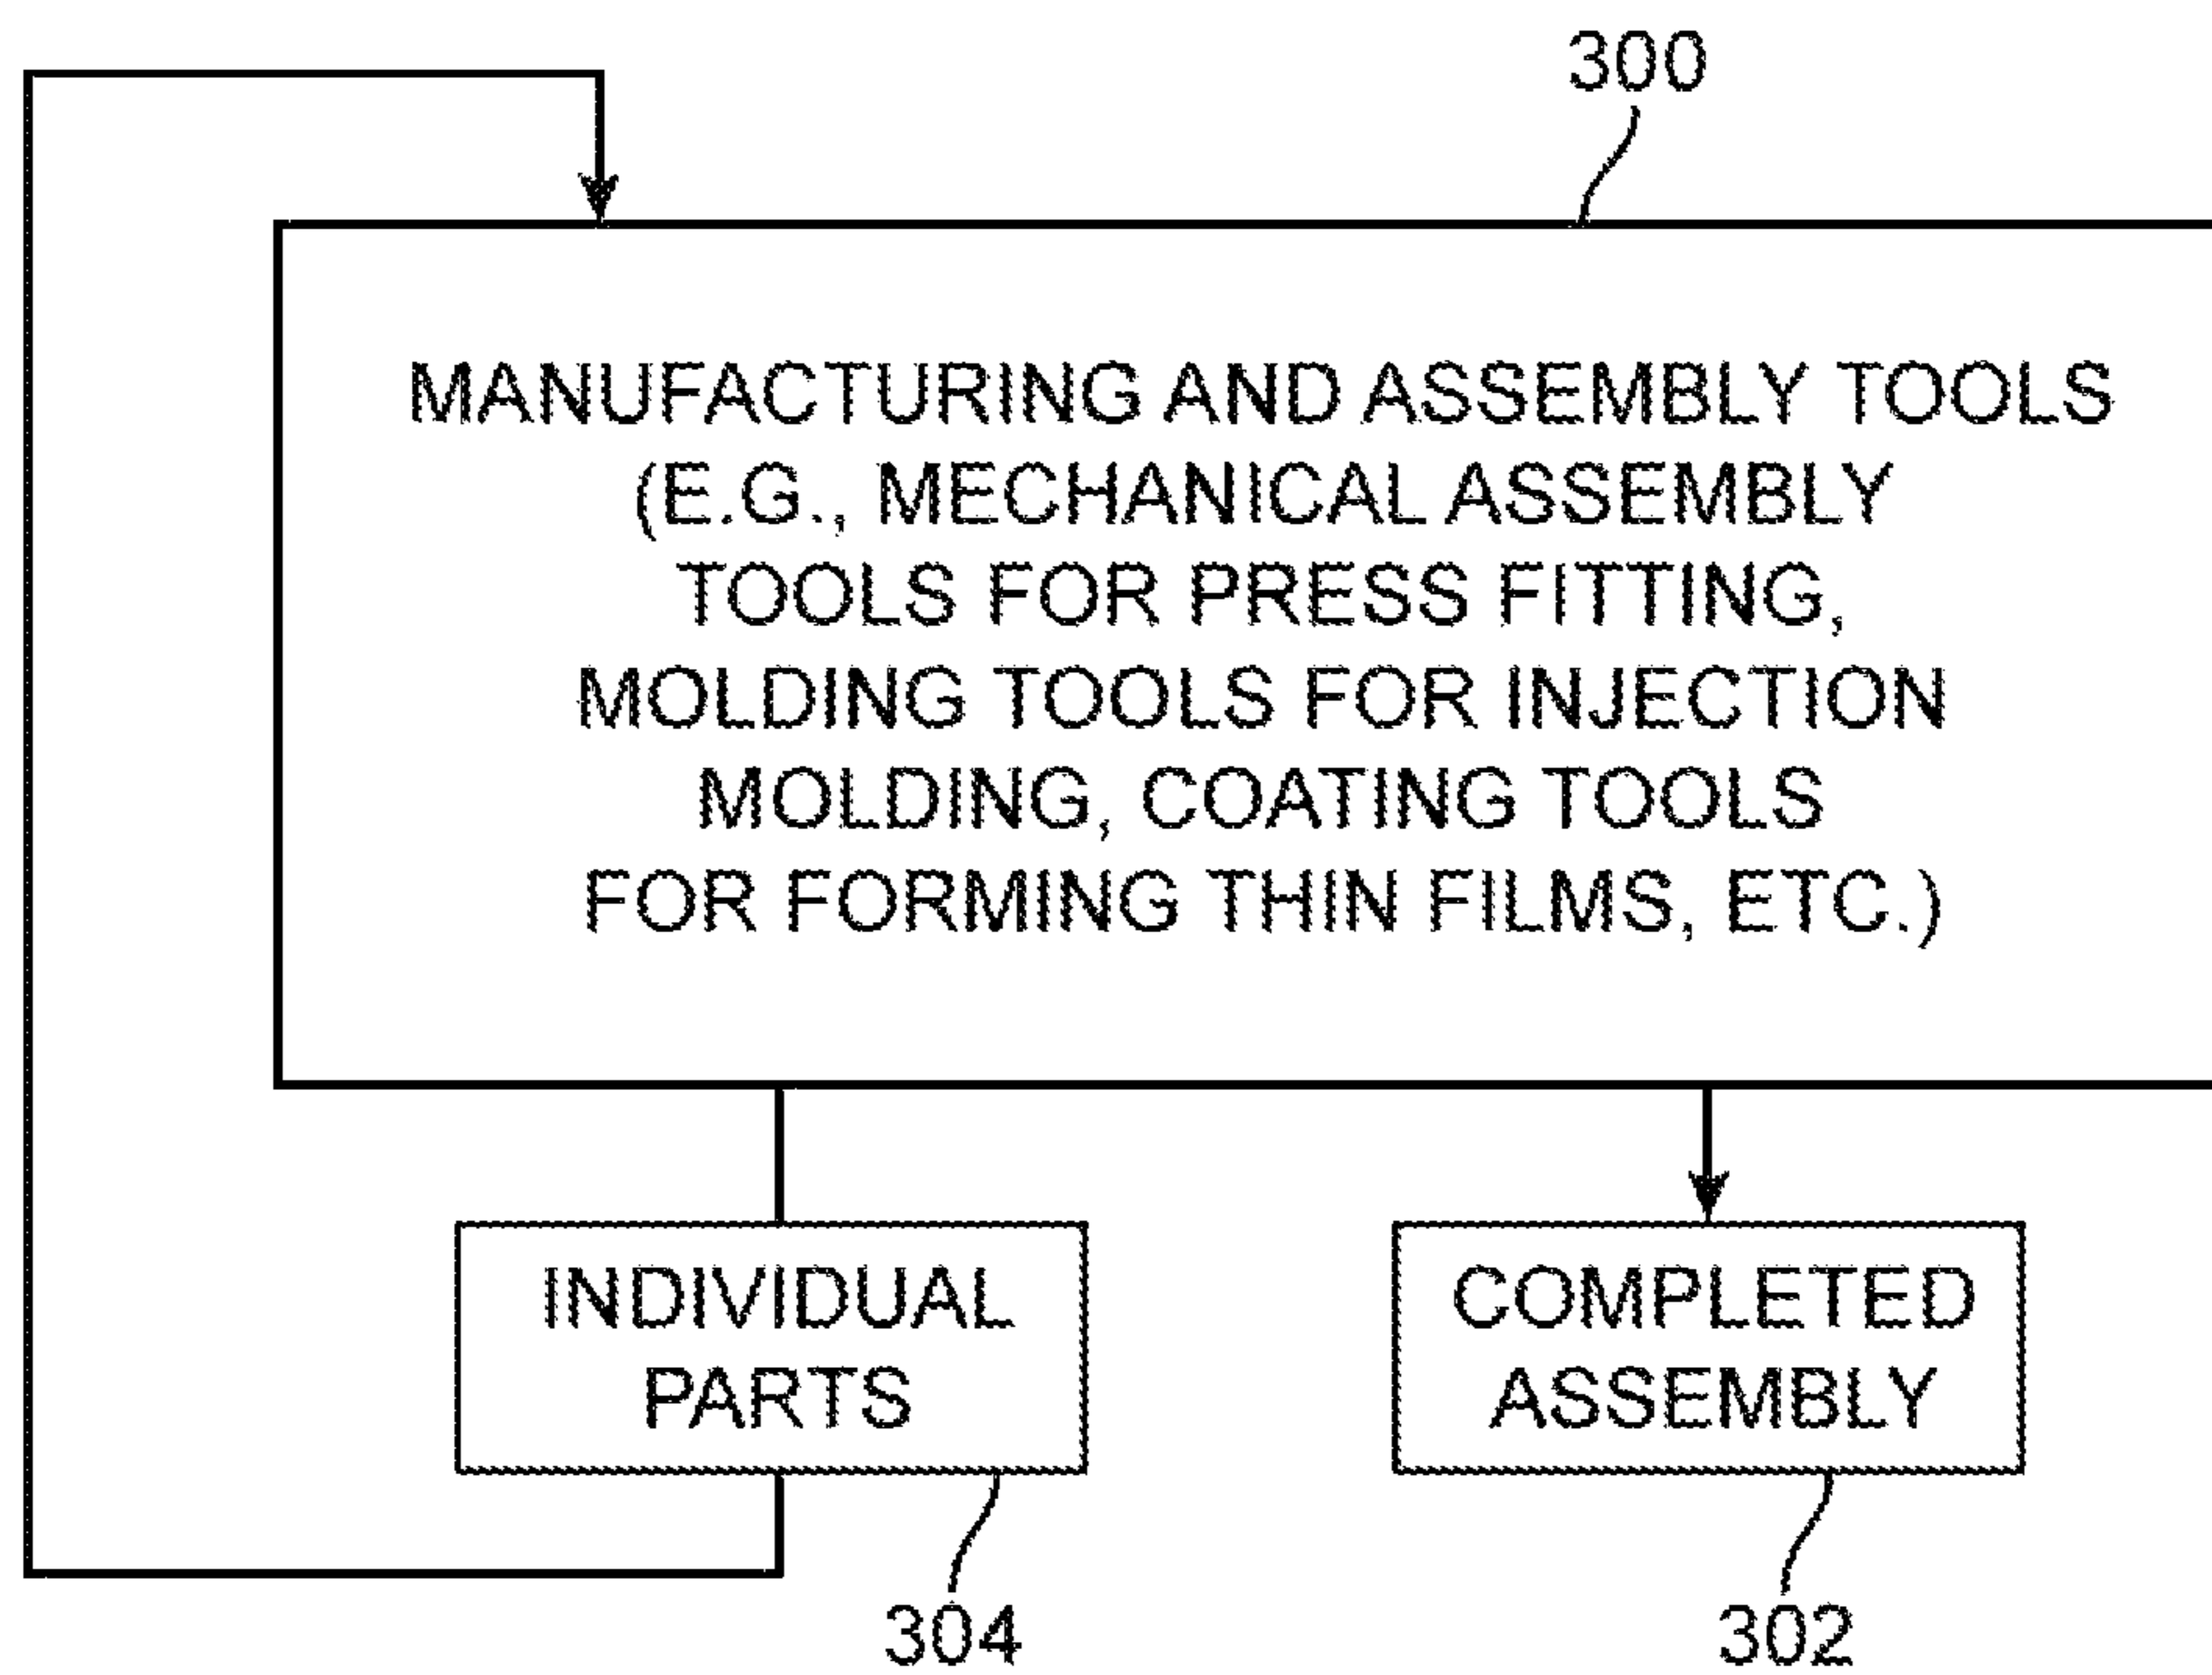 300
MANUFACTURING AND ASSEMBLY TOOLS
(E.G., MECHANICAL ASSEMBLY
TOOLS FOR PRESS FITTING,
MOLDING TOOLS FOR INJECTION
MOLDING, COATING TOOLS
FOR FORMING THIN FILMS, ETC.)
INDIVIDUAL
PARTS
COMPLETED
ASSEMBLY
304
302